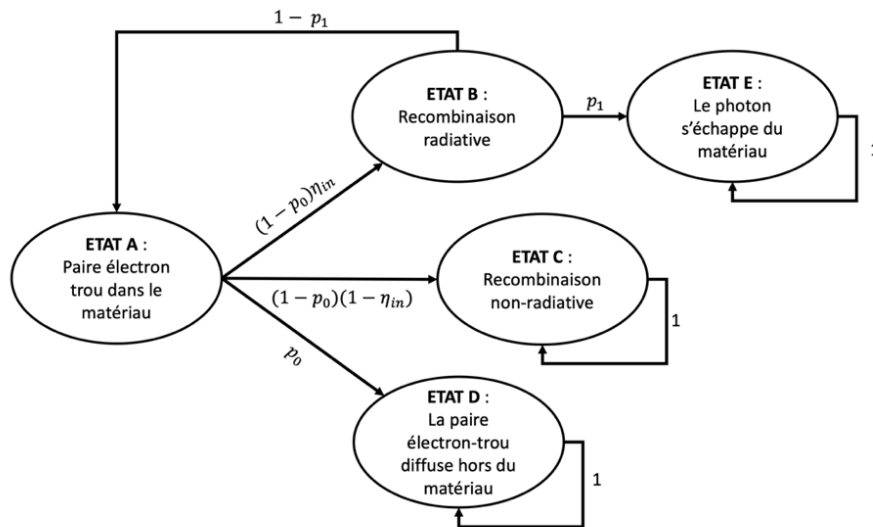 1 − p₁
ETAT B :
Recombinaison
radiative
p₁
ETAT E :
Le photon
s’échappe du
matériau
1
(1 − p₀)ηᵢₙ
ETAT A :
Paire électron
trou dans le
matériau
ETAT C :
Recombinaison
non-radiative
(1 − p₀)(1 − ηᵢₙ)
1
p₀
ETAT D :
La paire
électron-trou
diffuse hors du
matériau
1